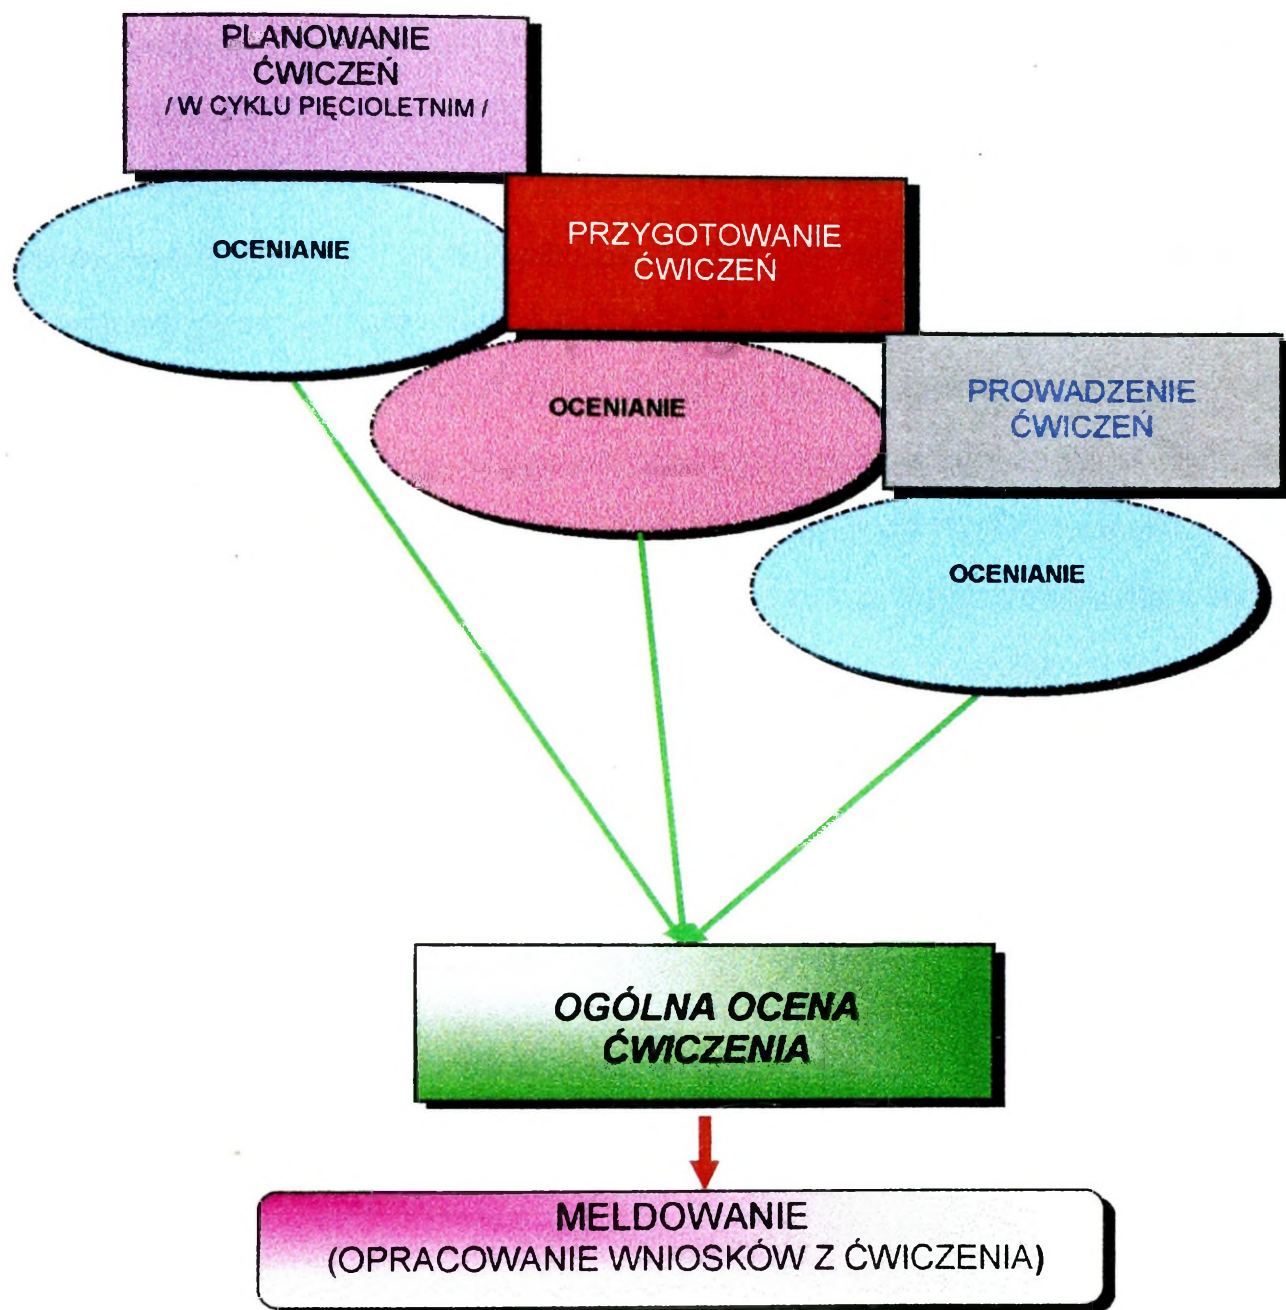 PLANOWANIE
ĆWICZEŃ
/ W CYKLU PIĘCIOLETNIM /
OCENIANIE
PRZYGOTOWANIE
ĆWICZEŃ
OCENIANIE
PROWADZENIE
ĆWICZEŃ
OCENIANIE
OGÓLNA OCENA
ĆWICZENIA
MELDOWANIE
(OPRACOWANIE WNIOSKÓW Z ĆWICZENIA)